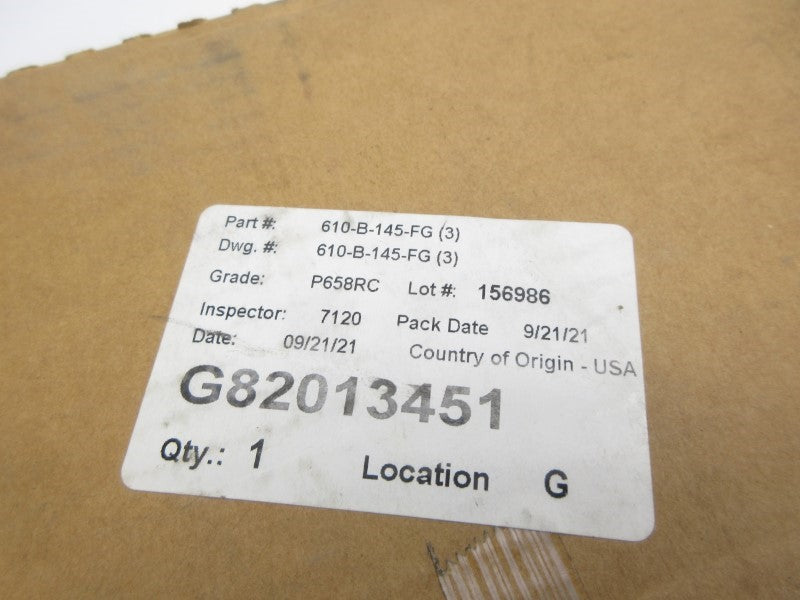 Part #: 610-B-145-FG (3)
Dwg. #: 610-B-145-FG (3)
Grade: P658RC Lot #: 156986
Inspector: 7120 Pack Date 9/21/21
Date: 09/21/21 Country of Origin - USA
G82013451
Qty.: 1 Location G